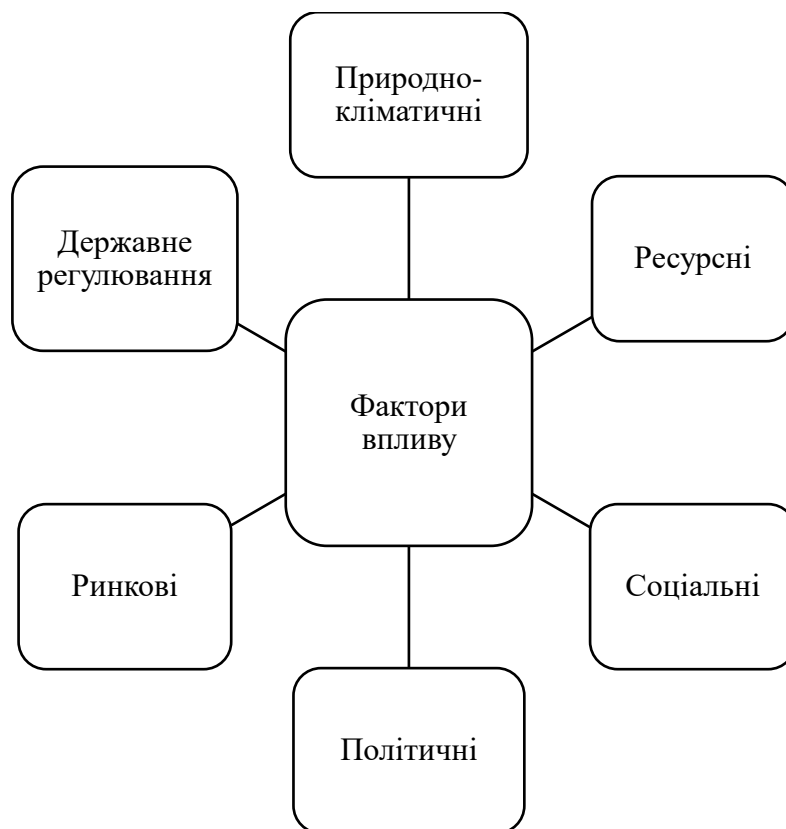 Природно-
кліматичні
Державне
регулювання
Ресурсні
Фактори
впливу
Ринкові
Соціальні
Політичні